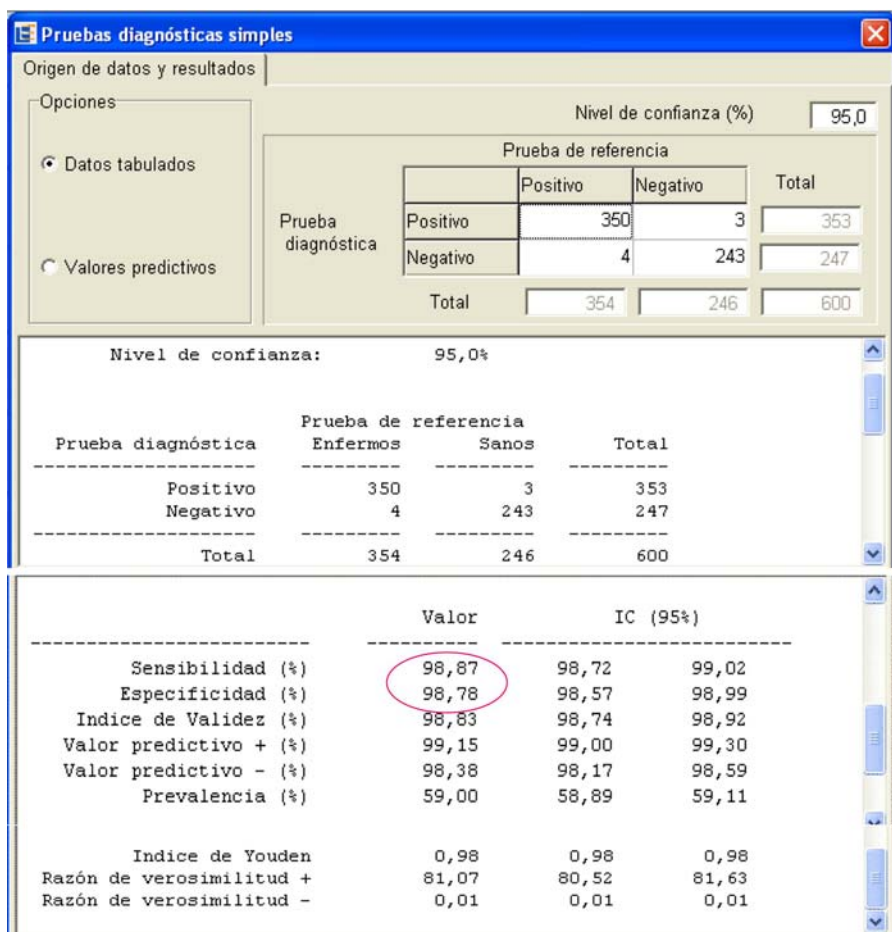 Pruebas diagnósticas simples
Origen de datos y resultados
Opciones
Nivel de confianza (%) 95,0
Datos tabulados
Valores predictivos
Prueba de referencia
Positivo Negativo Total
Prueba diagnóstica
Positivo 350 3 353
Negativo 4 243 247
Total 354 246 600
Nivel de confianza: 95,0%
Prueba de referencia
Prueba diagnóstica Enfermos Sanos Total
Positivo 350 3 353
Negativo 4 243 247
Total 354 246 600
Valor IC (95%)
Sensibilidad (%) 98,87 98,72 99,02
Especificidad (%) 98,78 98,57 98,99
Indice de Validez (%) 98,83 98,74 98,92
Valor predictivo + (%) 99,15 99,00 99,30
Valor predictivo - (%) 98,38 98,17 98,59
Prevalencia (%) 59,00 58,89 59,11
Indice de Youden 0,98 0,98 0,98
Razón de verosimilitud + 81,07 80,52 81,63
Razón de verosimilitud - 0,01 0,01 0,01